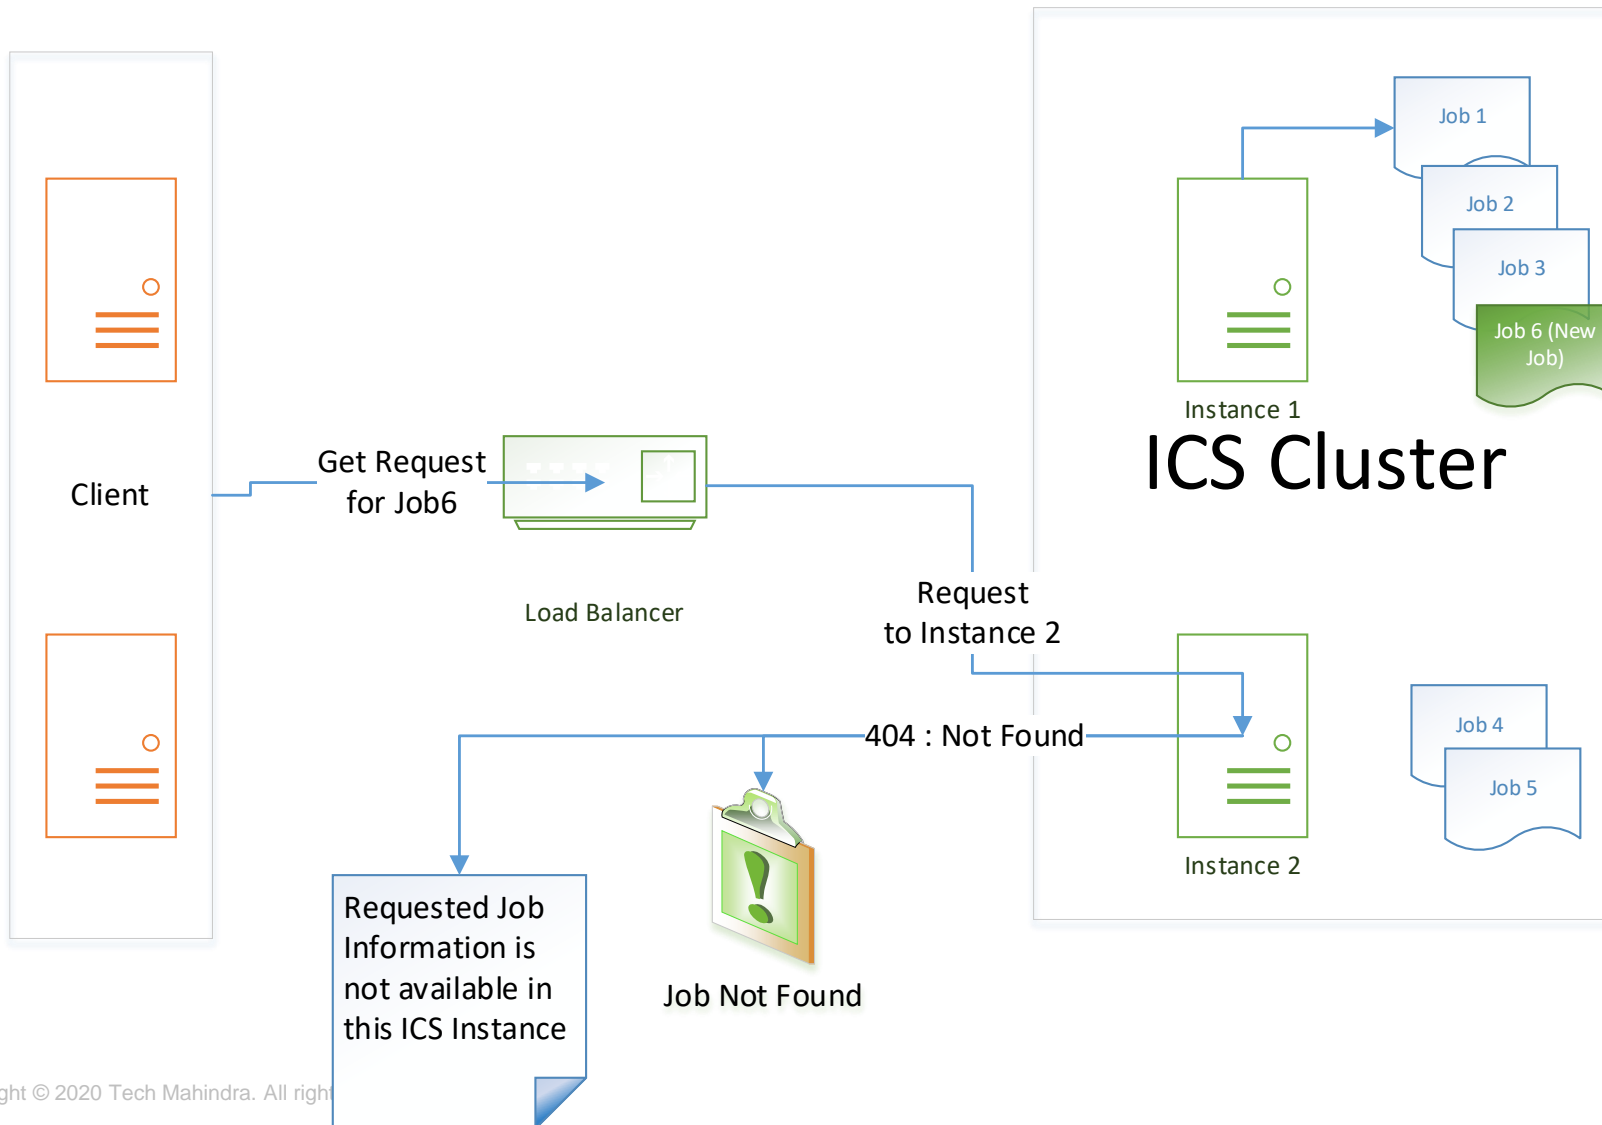 Job 1
Job 2
Job 3
Job 6 (New
Job)
Instance 1
ICS Cluster
Client
Get Request
for Job6
Load Balancer
Request
to Instance 2
404 : Not Found
Job 4
Job 5
Instance 2
Requested Job
Information is
not available in
this ICS Instance
Job Not Found
ght © 2020 Tech Mahindra. All right